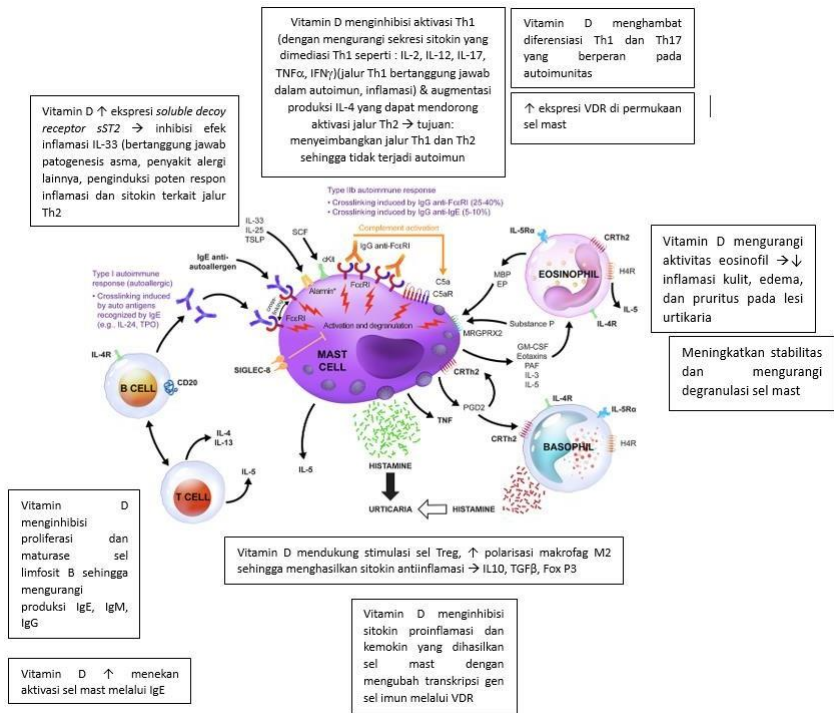 Vitamin D menginhibisi aktivasi Th1
(dengan mengurangi sekresi sitokin yang
dimediasi Th1 seperti : IL-2, IL-12, IL-17,
TNFα, IFNγ)(jalur Th1 bertanggung jawab
dalam autoimun, inflamasi) & augmentasi
produksi IL-4 yang dapat mendorong
aktivasi jalur Th2 → tujuan:
menyeimbangkan jalur Th1 dan Th2
sehingga tidak terjadi autoimun
Vitamin D menghambat
diferensiasi Th1 dan Th17
yang berperan pada
autoimunitas
↑ ekspresi VDR di permukaan
sel mast
Vitamin D ↑ ekspresi soluble decoy
receptor sST2 → inhibisi efek
inflamasi IL-33 (bertanggung jawab
patogenesis asma, penyakit alergi
lainnya, penginduksi poten respon
inflamasi dan sitokin terkait jalur
Th2
Type IIb autoimmune response
• Crosslinking induced by IgG anti-FcεRI (25-40%)
• Crosslinking induced by IgG anti-IgE (5-10%)
Complement activation
IgG anti-FcεRI
IL-33
IL-25
TSLP
SCF
cKit
IgE anti-
autoallergen
Alarmin*
FcεRI
C5a
C5aR
Type I autoimmune
response
(autoallergic)
• Crosslinking induced
by auto antigens
recognized by IgE
(e.g., IL-24, TPO)
FcεRI
Activation and degranulation
MRGPRX2
MAST
CELL
SIGLEC-8
CRTh2
IL-5Rα
CRTh2
EOSINOPHIL
H4R
IL-4R
IL-5
MBP
EP
Substance P
GM-CSF
Eotaxins
PAF
IL-3
IL-5
PGD2
TNF
IL-4R
IL-5Rα
CRTh2
BASOPHIL
H4R
IL-4R
B CELL
CD20
IL-4
IL-13
T CELL
IL-5
IL-5
HISTAMINE
URTICARIA
HISTAMINE
Vitamin D mengurangi
aktivitas eosinofil →↓
inflamasi kulit, edema,
dan pruritus pada lesi
urtikaria
Meningkatkan stabilitas
dan mengurangi
degranulasi sel mast
Vitamin D
menginhibisi
proliferasi dan
maturase sel
limfosit B sehingga
mengurangi
produksi IgE, IgM,
IgG
Vitamin D ↑ menekan
aktivasi sel mast melalui IgE
Vitamin D mendukung stimulasi sel Treg, ↑ polarisasi makrofag M2
sehingga menghasilkan sitokin antiinflamasi → IL10, TGFβ, Fox P3
Vitamin D menginhibisi
sitokin proinflamasi dan
kemokin yang dihasilkan
sel mast dengan
mengubah transkripsi gen
sel imun melalui VDR